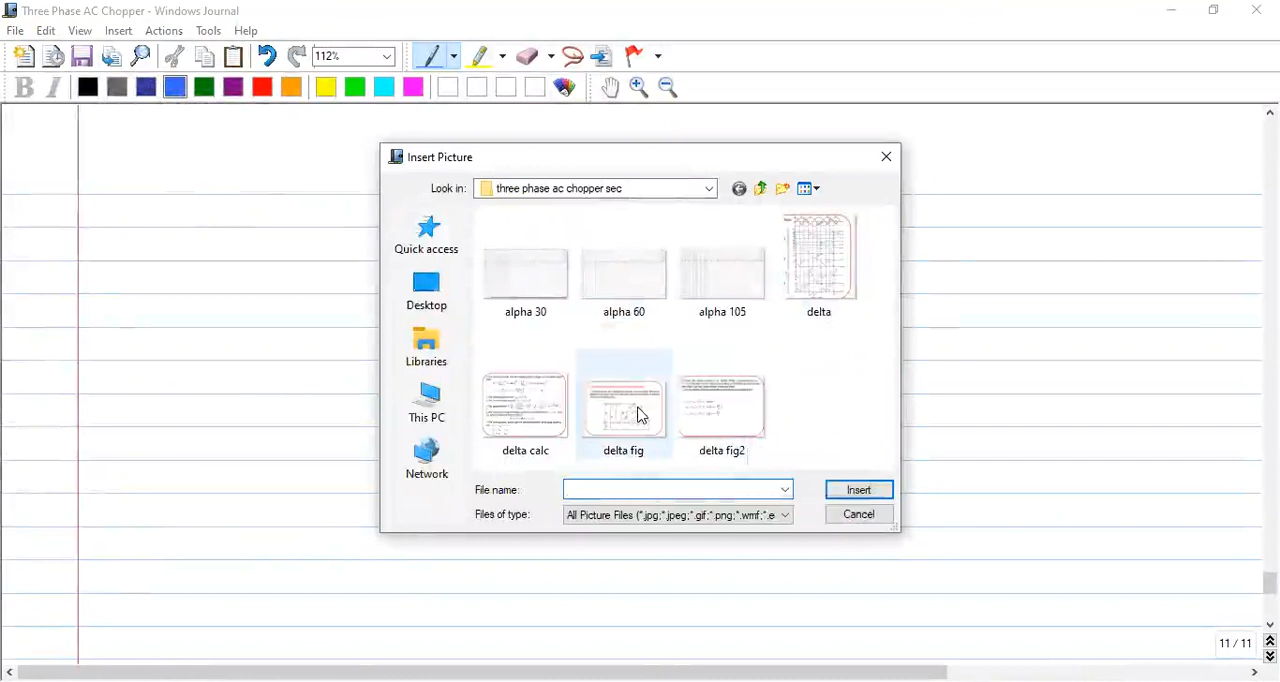 Three Phase AC Chopper - Windows Journal
File Edit View Insert Actions Tools Help
112%
B I
Insert Picture
Look in: three phase ac chopper sec
Quick access
Desktop
Libraries
This PC
Network
alpha 30 alpha 60 alpha 105 delta
delta calc delta fig delta fig2
File name: Insert
Files of type: All Picture Files (*.jpg;*.jpeg;*.gif;*.png;*.wmf;*.e Cancel
11 / 11